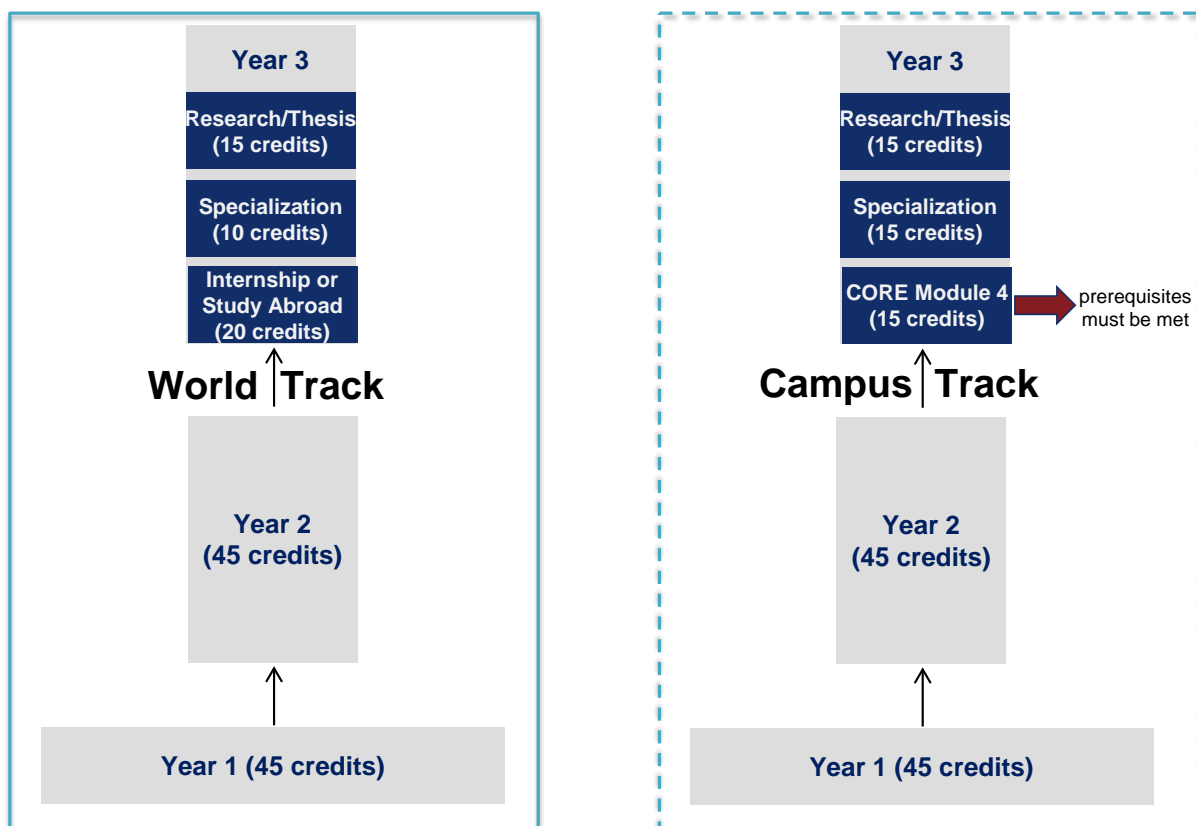 Year 3
Research/Thesis
(15 credits)
Specialization
(10 credits)
Internship or
Study Abroad
(20 credits)
World Track
Year 2
(45 credits)
Year 1 (45 credits)
Year 3
Research/Thesis
(15 credits)
Specialization
(15 credits)
CORE Module 4
(15 credits)
prerequisites
must be met
Campus Track
Year 2
(45 credits)
Year 1 (45 credits)